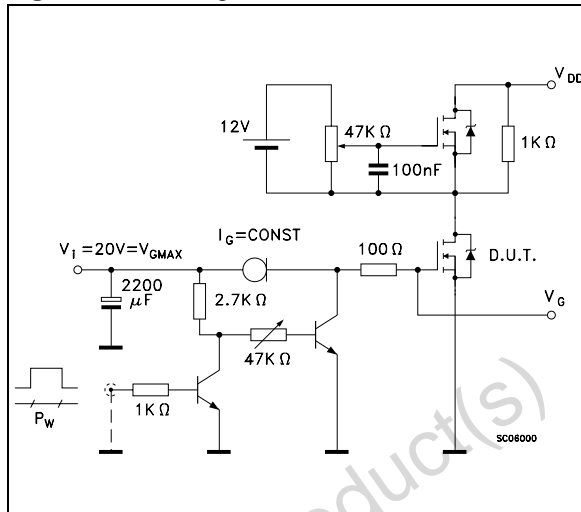 V_DD
12V
47K Ω
1K Ω
100nF
V_i = 20V = V_GMAX
I_G = CONST
100 Ω
D.U.T.
2200 μF
2.7K Ω
V_G
47K Ω
1K Ω
P_W
SC06000
oduct(s)